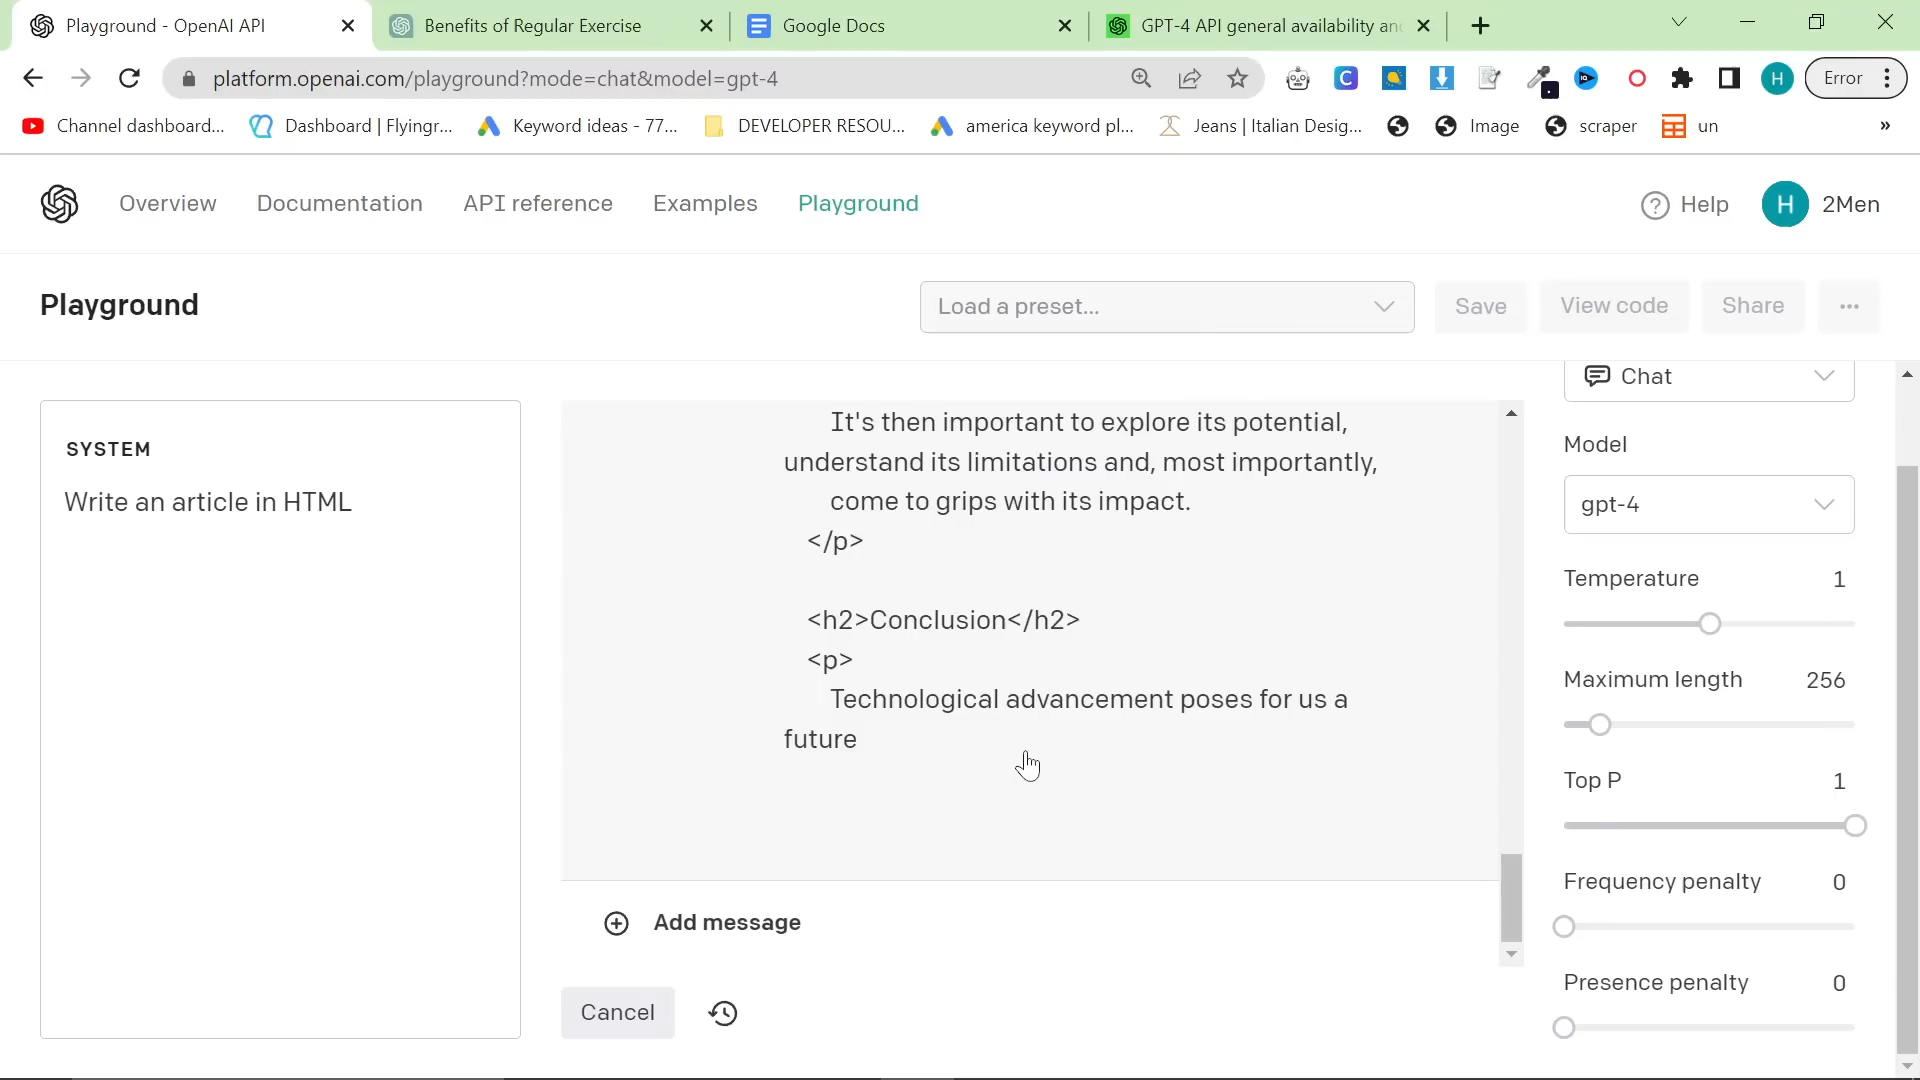 Playground - OpenAI API
Benefits of Regular Exercise
Google Docs
GPT-4 API general availability an
platform.openai.com/playground?mode=chat&model=gpt-4
H
Error
Channel dashboard...
Dashboard | Flyingr...
Keyword ideas - 77...
DEVELOPER RESOU...
america keyword pl...
Jeans | Italian Desig...
Image
scraper
un
»
Overview
Documentation
API reference
Examples
Playground
? Help
H 2Men
Playground
Load a preset...
Save
View code
Share
...
SYSTEM
Write an article in HTML
It's then important to explore its potential,
understand its limitations and, most importantly,
come to grips with its impact.
</p>
<h2>Conclusion</h2>
<p>
Technological advancement poses for us a
future
Add message
Cancel
Chat
Model
gpt-4
Temperature 1
Maximum length 256
Top P 1
Frequency penalty 0
Presence penalty 0